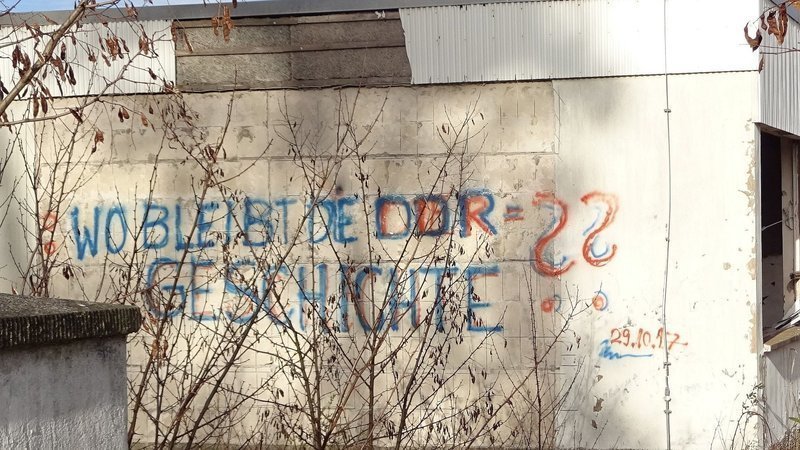 WO BLEIBT DE DDR=
GESCHICHTE ??
29.10.17